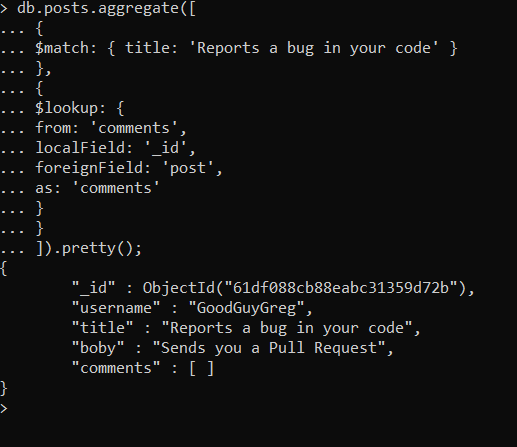 > db.posts.aggregate([
... {
... $match: { title: 'Reports a bug in your code' }
... },
... {
... $lookup: {
... from: 'comments',
... localField: '_id',
... foreignField: 'post',
... as: 'comments'
... }
... }
... ]).pretty();
{
        "_id" : ObjectId("61df088cb88eabc31359d72b"),
        "username" : "GoodGuyGreg",
        "title" : "Reports a bug in your code",
        "boby" : "Sends you a Pull Request",
        "comments" : [ ]
}
>